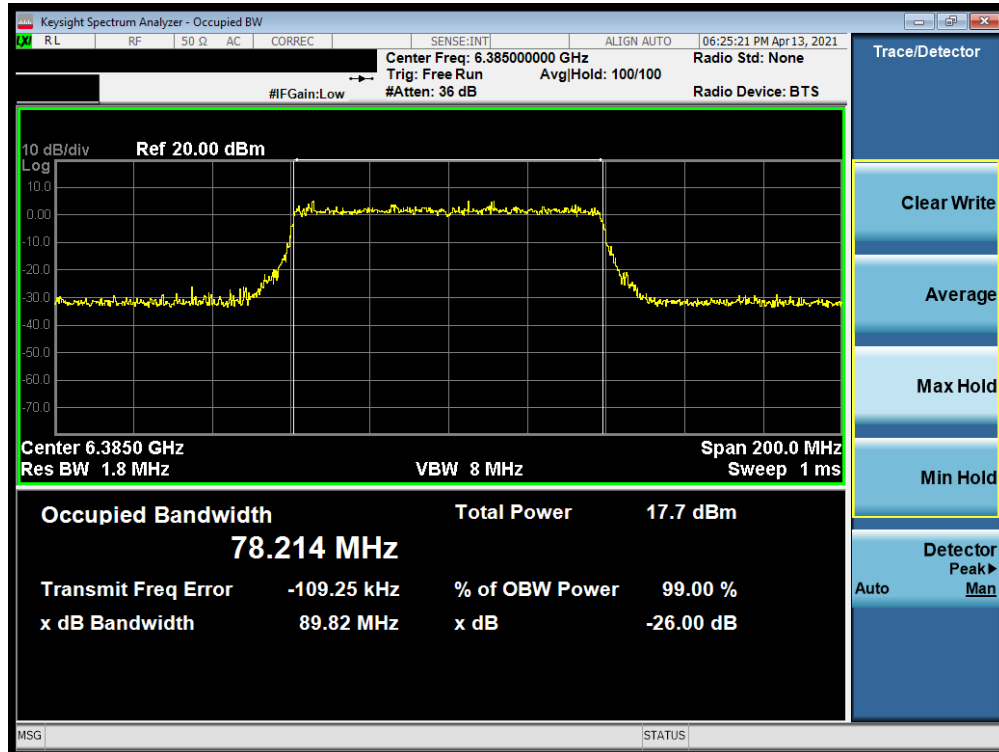 Keysight Spectrum Analyzer - Occupied BW
LXI RL RF 50 Ω AC CORREC SENSE:INT ALIGN AUTO 06:25:21 PM Apr 13, 2021
Center Freq: 6.385000000 GHz Radio Std: None
Trig: Free Run Avg|Hold: 100/100
#IFGain:Low #Atten: 36 dB Radio Device: BTS
Trace/Detector
10 dB/div Ref 20.00 dBm
Log
10.0
0.00
-10.0
-20.0
-30.0
-40.0
-50.0
-60.0
-70.0
Center 6.3850 GHz Span 200.0 MHz
Res BW 1.8 MHz VBW 8 MHz Sweep 1 ms
Occupied Bandwidth Total Power 17.7 dBm
78.214 MHz
Transmit Freq Error -109.25 kHz % of OBW Power 99.00 %
x dB Bandwidth 89.82 MHz x dB -26.00 dB
Clear Write
Average
Max Hold
Min Hold
Detector
Peak▶
Auto Man
MSG STATUS